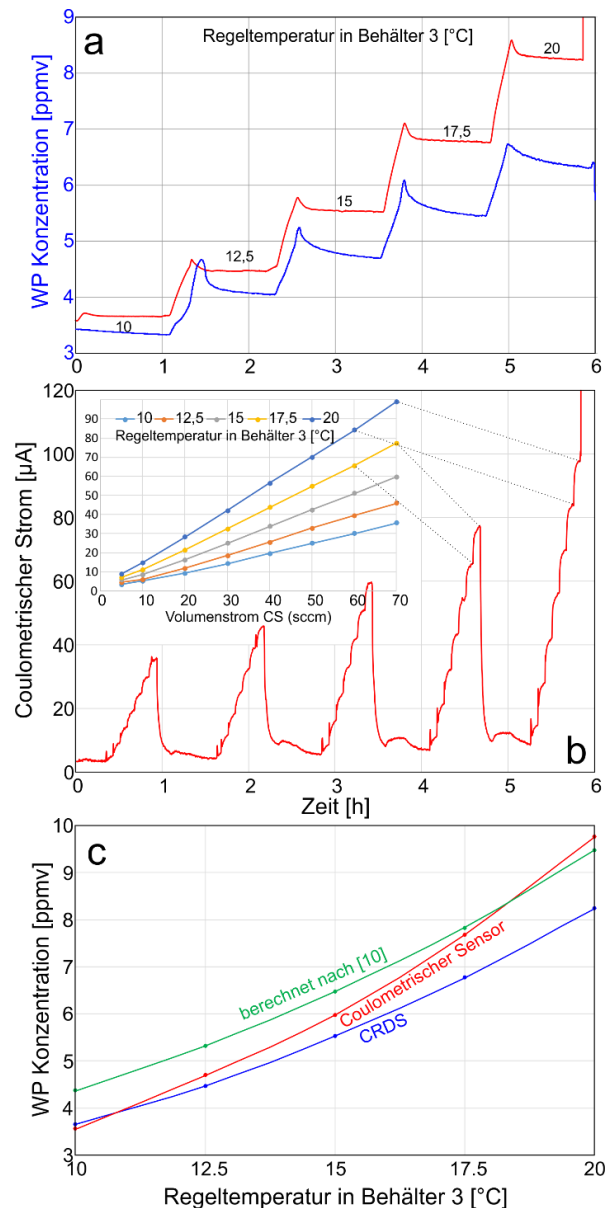 a
Regeltemperatur in Behälter 3 [°C]
WP Konzentration [ppmv]
9
8
7
6
5
4
3
10
12,5
15
17,5
20
0 1 2 3 4 5 6
b
Coulometrischer Strom [µA]
120
100
80
60
40
20
0
10 12,5 15 17,5 20
Regeltemperatur in Behälter 3 [°C]
90
80
70
60
50
40
30
20
10
0
0 10 20 30 40 50 60 70
Volumenstrom CS (sccm)
0 1 2 3 4 5 6
Zeit [h]
c
WP Konzentration [ppmv]
10
9
8
7
6
5
4
3
berechnet nach [10]
Coulometrischer Sensor
CRDS
10 12.5 15 17.5 20
Regeltemperatur in Behälter 3 [°C]